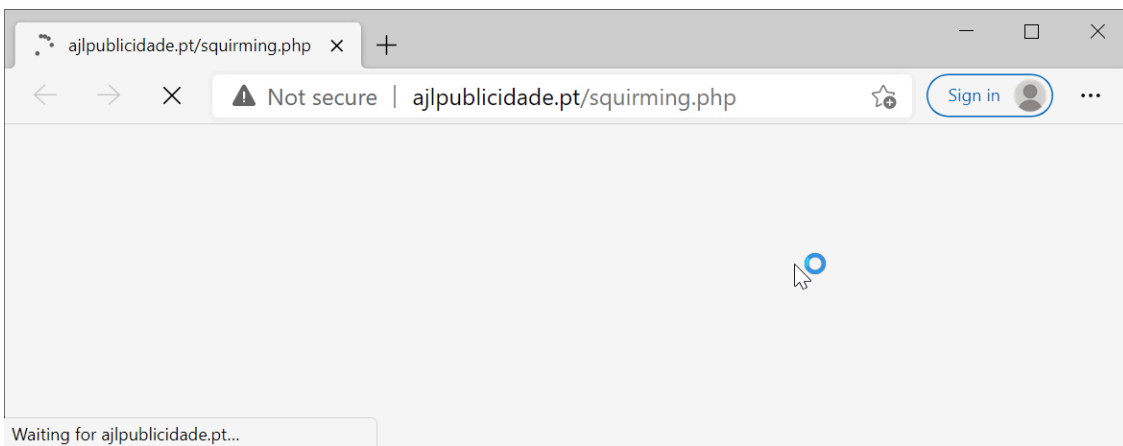 ajlpublicidade.pt/squirming.php
Not secure | ajlpublicidade.pt/squirming.php Sign in
Waiting for ajlpublicidade.pt...